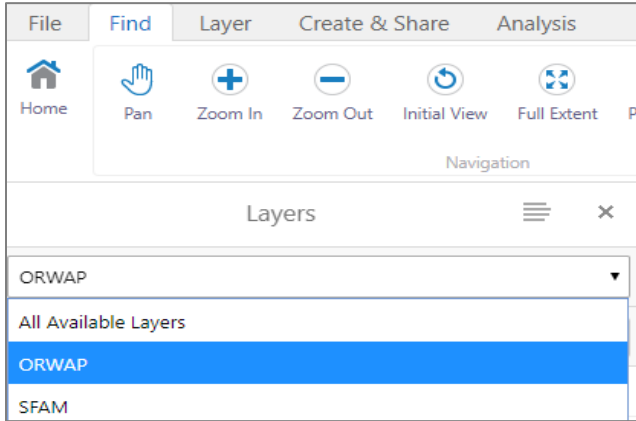 File Find Layer Create & Share Analysis
Home Pan Zoom In Zoom Out Initial View Full Extent
Navigation
Layers
ORWAP
All Available Layers
ORWAP
SFAM